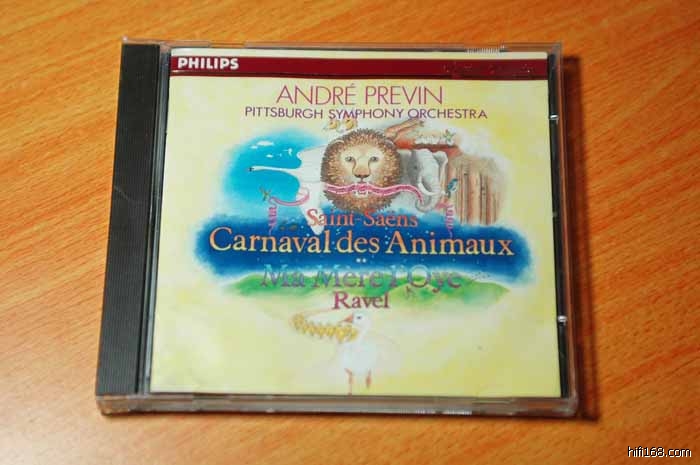 PHILIPS
ANDRÉ PREVIN
PITTSBURGH SYMPHONY ORCHESTRA
Saint-Saëns
Carnaval des Animaux
Ma Mère l'Oye
Ravel
hifi168.com